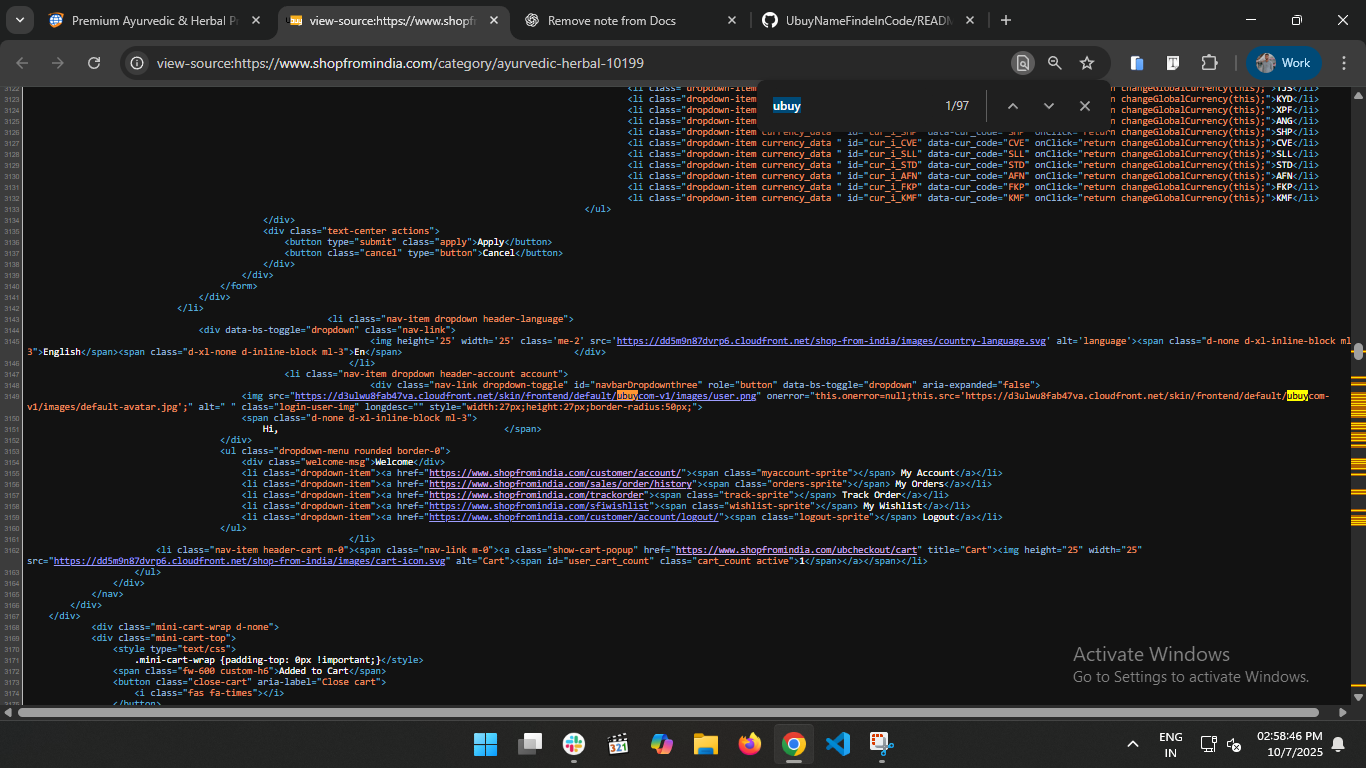 Premium Ayurvedic & Herbal Pr
view-source:https://www.shopfr
Remove note from Docs
UbuyNameFindeInCode/READM
view-source:https://www.shopfromindia.com/category/ayurvedic-herbal-10199
Work
ubuy
1/97
3122 <li class="dropdown-item TJS</li>
3123 <li class="dropdown-item changeGlobalCurrency(this);">KYD</li>
3124 <li class="dropdown-item changeGlobalCurrency(this);">XPF</li>
3125 <li class="dropdown-item changeGlobalCurrency(this);">ANG</li>
3126 <li class="dropdown-item currency_data " id="cur_i_SHP" data-cur_code="SHP" onClick="return changeGlobalCurrency(this);">SHP</li>
3127 <li class="dropdown-item currency_data " id="cur_i_CVE" data-cur_code="CVE" onClick="return changeGlobalCurrency(this);">CVE</li>
3128 <li class="dropdown-item currency_data " id="cur_i_SLL" data-cur_code="SLL" onClick="return changeGlobalCurrency(this);">SLL</li>
3129 <li class="dropdown-item currency_data " id="cur_i_STD" data-cur_code="STD" onClick="return changeGlobalCurrency(this);">STD</li>
3130 <li class="dropdown-item currency_data " id="cur_i_AFN" data-cur_code="AFN" onClick="return changeGlobalCurrency(this);">AFN</li>
3131 <li class="dropdown-item currency_data " id="cur_i_FKP" data-cur_code="FKP" onClick="return changeGlobalCurrency(this);">FKP</li>
3132 <li class="dropdown-item currency_data " id="cur_i_KMF" data-cur_code="KMF" onClick="return changeGlobalCurrency(this);">KMF</li>
3133 </ul>
3134 </div>
3135 <div class="text-center actions">
3136 <button type="submit" class="apply">Apply</button>
3137 <button class="cancel" type="button">Cancel</button>
3138 </div>
3139 </div>
3140 </form>
3141 </div>
3142 </li>
3143 <li class="nav-item dropdown header-language">
3144 <div data-bs-toggle="dropdown" class="nav-link">
3145 <img height='25' width='25' class='me-2' src='https://dd5m9n87dvrp6.cloudfront.net/shop-from-india/images/country-language.svg' alt='language'><span class="d-none d-xl-inline-block ml
3">English</span><span class="d-xl-none d-inline-block ml-3">En</span> </div>
3146 </li>
3147 <li class="nav-item dropdown header-account account">
3148 <div class="nav-link dropdown-toggle" id="navbarDropdownthree" role="button" data-bs-toggle="dropdown" aria-expanded="false">
3149 <img src="https://d3ulwu8fab47va.cloudfront.net/skin/frontend/default/ubuycom-v1/images/user.png" onerror="this.onerror=null;this.src='https://d3ulwu8fab47va.cloudfront.net/skin/frontend/default/ubuycom-
v1/images/default-avatar.jpg';" alt=" " class="login-user-img" longdesc="" style="width:27px;height:27px;border-radius:50px;">
3150 <span class="d-none d-xl-inline-block ml-3">
3151 Hi, </span>
3152 </div>
3153 <ul class="dropdown-menu rounded border-0">
3154 <div class="welcome-msg">Welcome</div>
3155 <li class="dropdown-item"><a href="https://www.shopfromindia.com/customer/account/"><span class="myaccount-sprite"></span> My Account</a></li>
3156 <li class="dropdown-item"><a href="https://www.shopfromindia.com/sales/order/history"><span class="orders-sprite"></span> My Orders</a></li>
3157 <li class="dropdown-item"><a href="https://www.shopfromindia.com/trackorder"><span class="track-sprite"></span> Track Order</a></li>
3158 <li class="dropdown-item"><a href="https://www.shopfromindia.com/sfiwishlist"><span class="wishlist-sprite"></span> My Wishlist</a></li>
3159 <li class="dropdown-item"><a href="https://www.shopfromindia.com/customer/account/logout/"><span class="logout-sprite"></span> Logout</a></li>
3160 </ul>
3161 </li>
3162 <li class="nav-item header-cart m-0"><span class="nav-link m-0"><a class="show-cart-popup" href="https://www.shopfromindia.com/ubcheckout/cart" title="Cart"><img height="25" width="25"
src="https://dd5m9n87dvrp6.cloudfront.net/shop-from-india/images/cart-icon.svg" alt="Cart"><span id="user_cart_count" class="cart_count active">1</span></a></span></li>
3163 </ul>
3164 </div>
3165 </nav>
3166 </div>
3167 </div>
3168 <div class="mini-cart-wrap d-none">
3169 <div class="mini-cart-top">
3170 <style type="text/css">
3171 .mini-cart-wrap {padding-top: 0px !important;}</style>
3172 <span class="fw-600 custom-h6">Added to Cart</span>
3173 <button class="close-cart" aria-label="Close cart">
3174 <i class="fas fa-times"></i>
3175 </button>
Activate Windows
Go to Settings to activate Windows.
321
ENG
IN
02:58:46 PM
10/7/2025